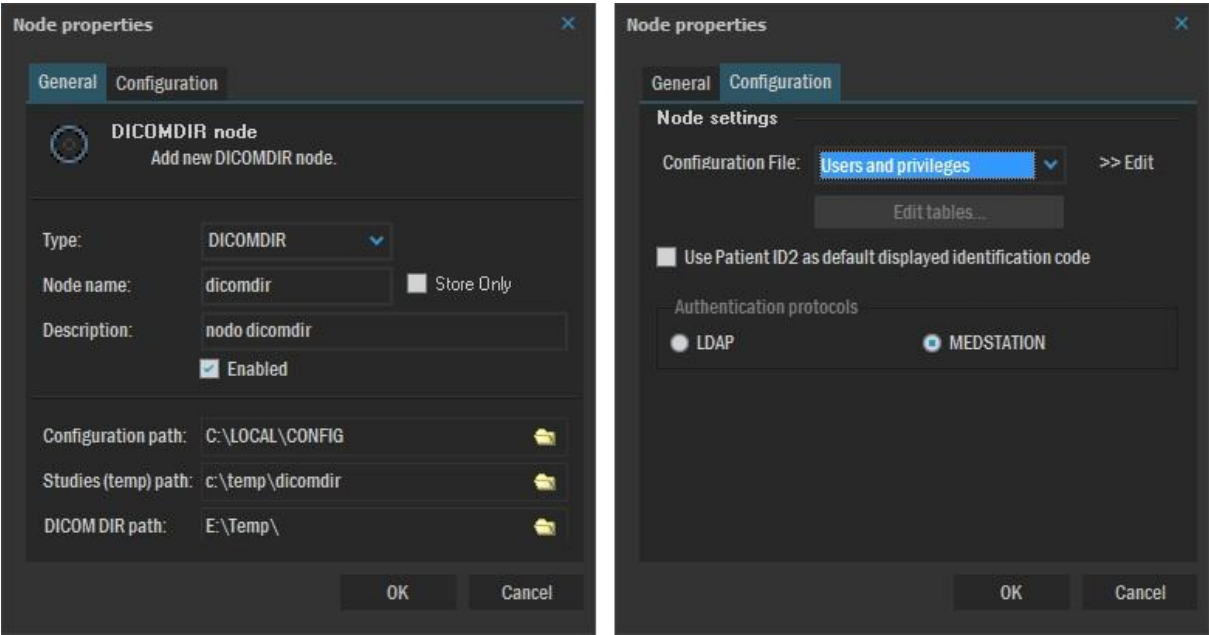 Node properties
General Configuration
DICOMDIR node
Add new DICOMDIR node.
Type: DICOMDIR
Node name: dicomdir Store Only
Description: nodo dicomdir
Enabled
Configuration path: C:\LOCAL\CONFIG
Studies (temp) path: c:\temp\dicomdir
DICOM DIR path: E:\Temp\
OK Cancel
Node properties
General Configuration
Node settings
Configuration File: Users and privileges >> Edit
Edit tables...
Use Patient ID2 as default displayed identification code
Authentication protocols
LDAP MEDSTATION
OK Cancel